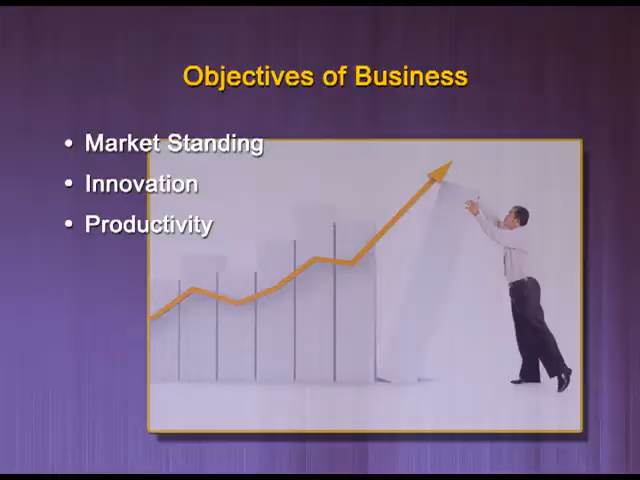 Objectives of Business
• Market Standing
• Innovation
• Productivity